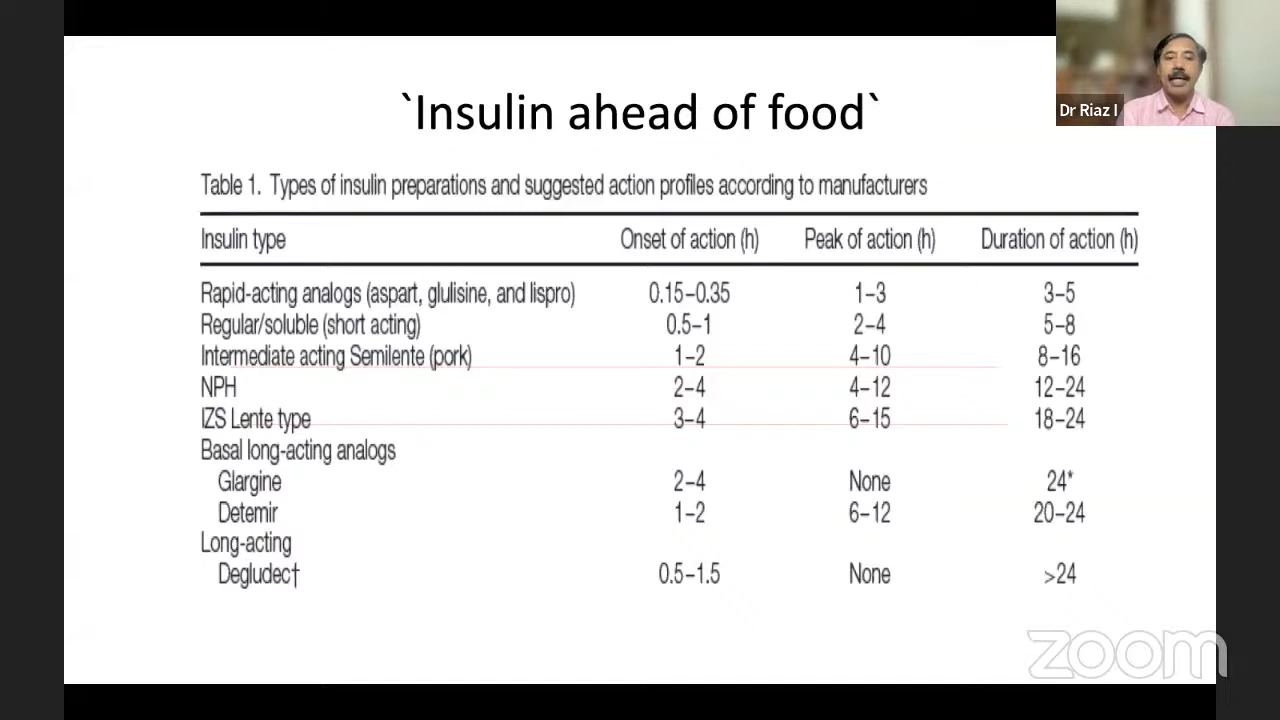 Dr Riaz I
`Insulin ahead of food`
Table 1. Types of insulin preparations and suggested action profiles according to manufacturers
Insulin type Onset of action (h) Peak of action (h) Duration of action (h)
Rapid-acting analogs (aspart, glulisine, and lispro) 0.15–0.35 1–3 3–5
Regular/soluble (short acting) 0.5–1 2–4 5–8
Intermediate acting Semilente (pork) 1–2 4–10 8–16
NPH 2–4 4–12 12–24
IZS Lente type 3–4 6–15 18–24
Basal long-acting analogs
Glargine 2–4 None 24*
Detemir 1–2 6–12 20–24
Long-acting
Degludec† 0.5–1.5 None >24
zoom